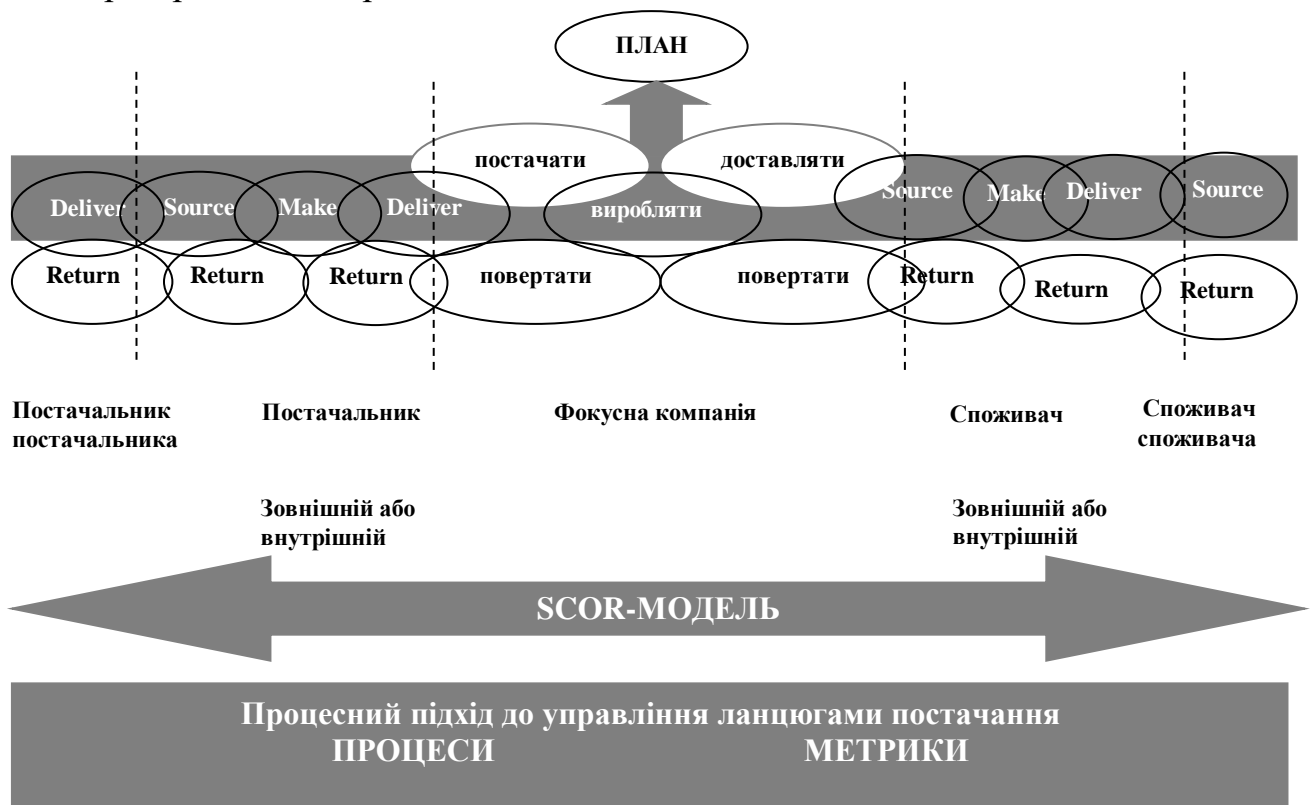 ПЛАН
постачати
доставляти
Deliver
Source
Make
Deliver
виробляти
Source
Make
Deliver
Source
Return
Return
Return
повертати
повертати
Return
Return
Return
Постачальник
постачальника
Постачальник
Фокусна компанія
Споживач
Споживач
споживача
Зовнішній або
внутрішній
Зовнішній або
внутрішній
SCOR-МОДЕЛЬ
Процесний підхід до управління ланцюгами постачання
ПРОЦЕСИ МЕТРИКИ